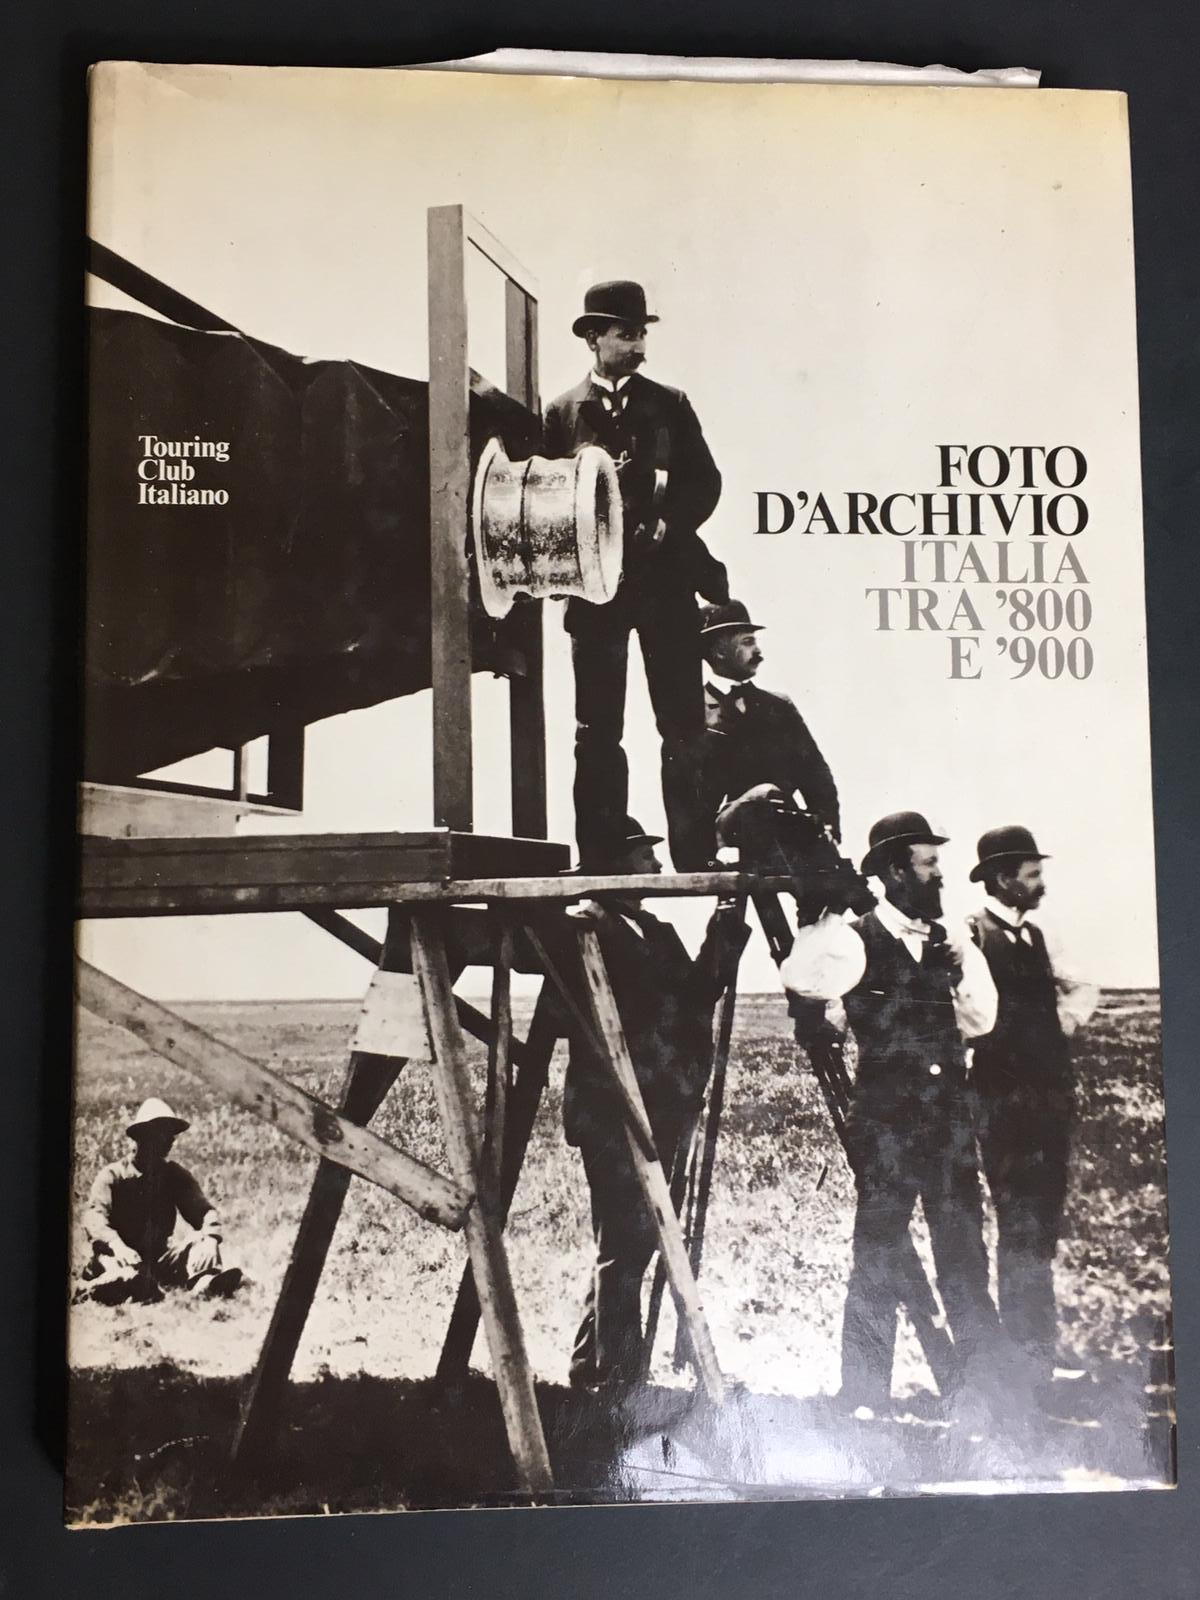 Touring
Club
Italiano
FOTO
D'ARCHIVIO
ITALIA
TRA '800
E '900